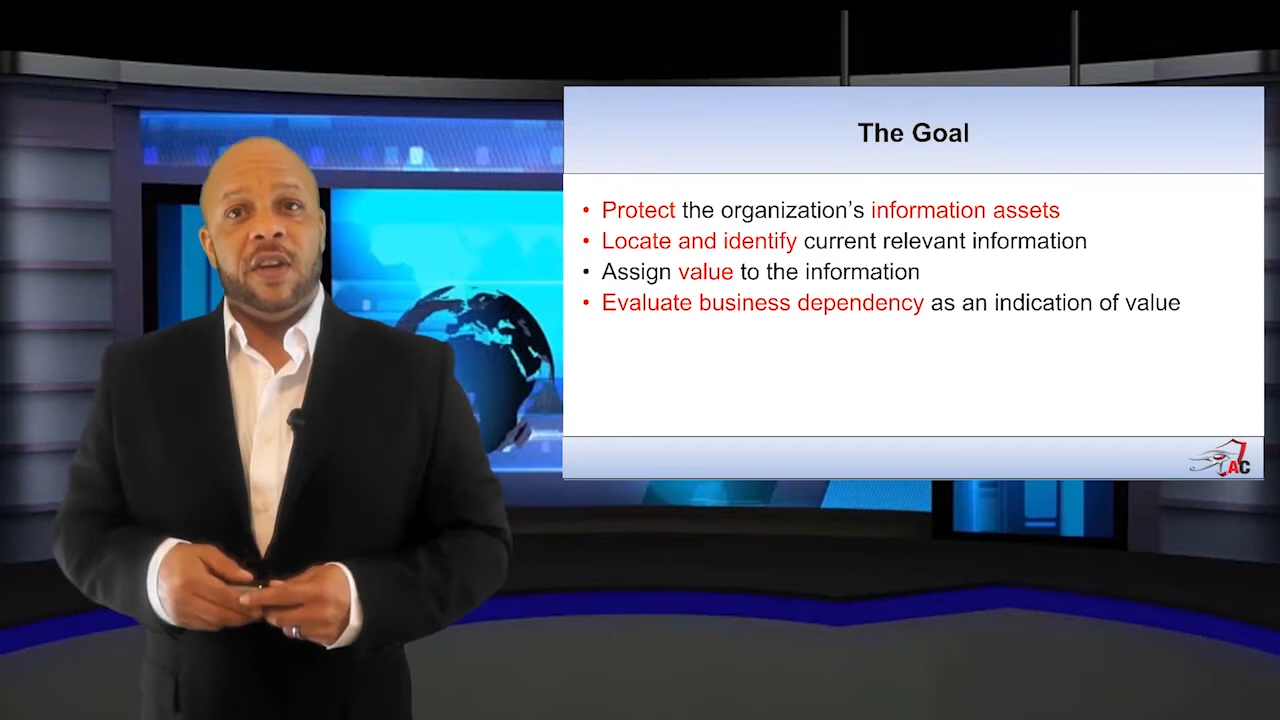 The Goal
• Protect the organization's information assets
• Locate and identify current relevant information
• Assign value to the information
• Evaluate business dependency as an indication of value
AC